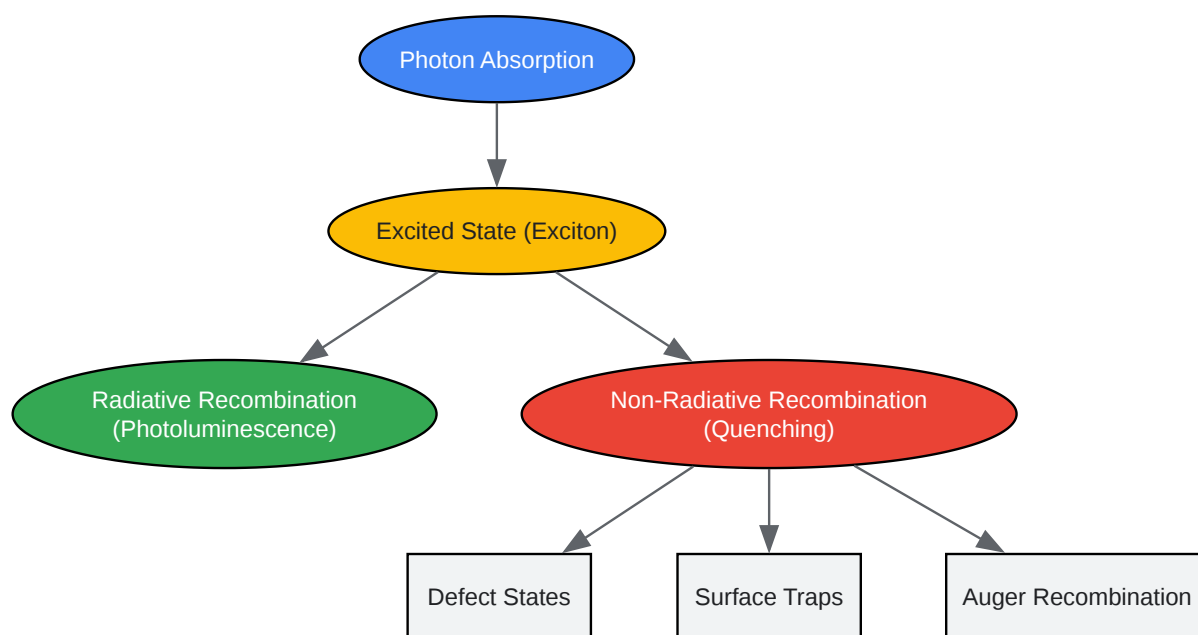 Photon Absorption
Excited State (Exciton)
Radiative Recombination
(Photoluminescence)
Non-Radiative Recombination
(Quenching)
Defect States
Surface Traps
Auger Recombination